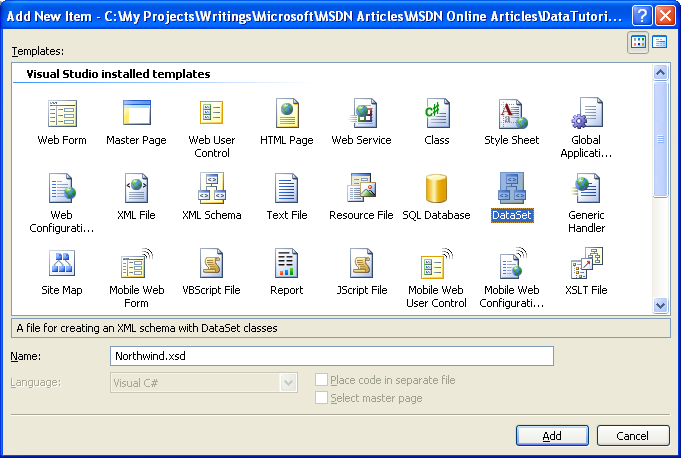 Add New Item - C:\My Projects\Writings\Microsoft\MSDN Articles\MSDN Online Articles\DataTutori...
Templates:
Visual Studio installed templates
Web Form
Master Page
Web User
Control
HTML Page
Web Service
Class
Style Sheet
Global
Applicatio...
Web
Configurati...
XML File
XML Schema
Text File
Resource File
SQL Database
DataSet
Generic
Handler
Site Map
Mobile Web
Form
VBScript File
Report
JScript File
Mobile Web
User Control
Mobile Web
Configurati...
XSLT File
A file for creating an XML schema with DataSet classes
Name:
Northwind.xsd
Language:
Visual C#
Place code in separate file
Select master page
Add
Cancel